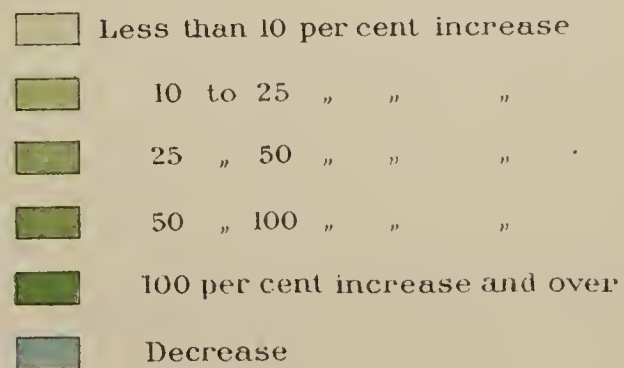 Less than 10 per cent increase
10 to 25 „ „ „
25 „ 50 „ „ „
50 „ 100 „ „ „
100 per cent increase and over
Decrease